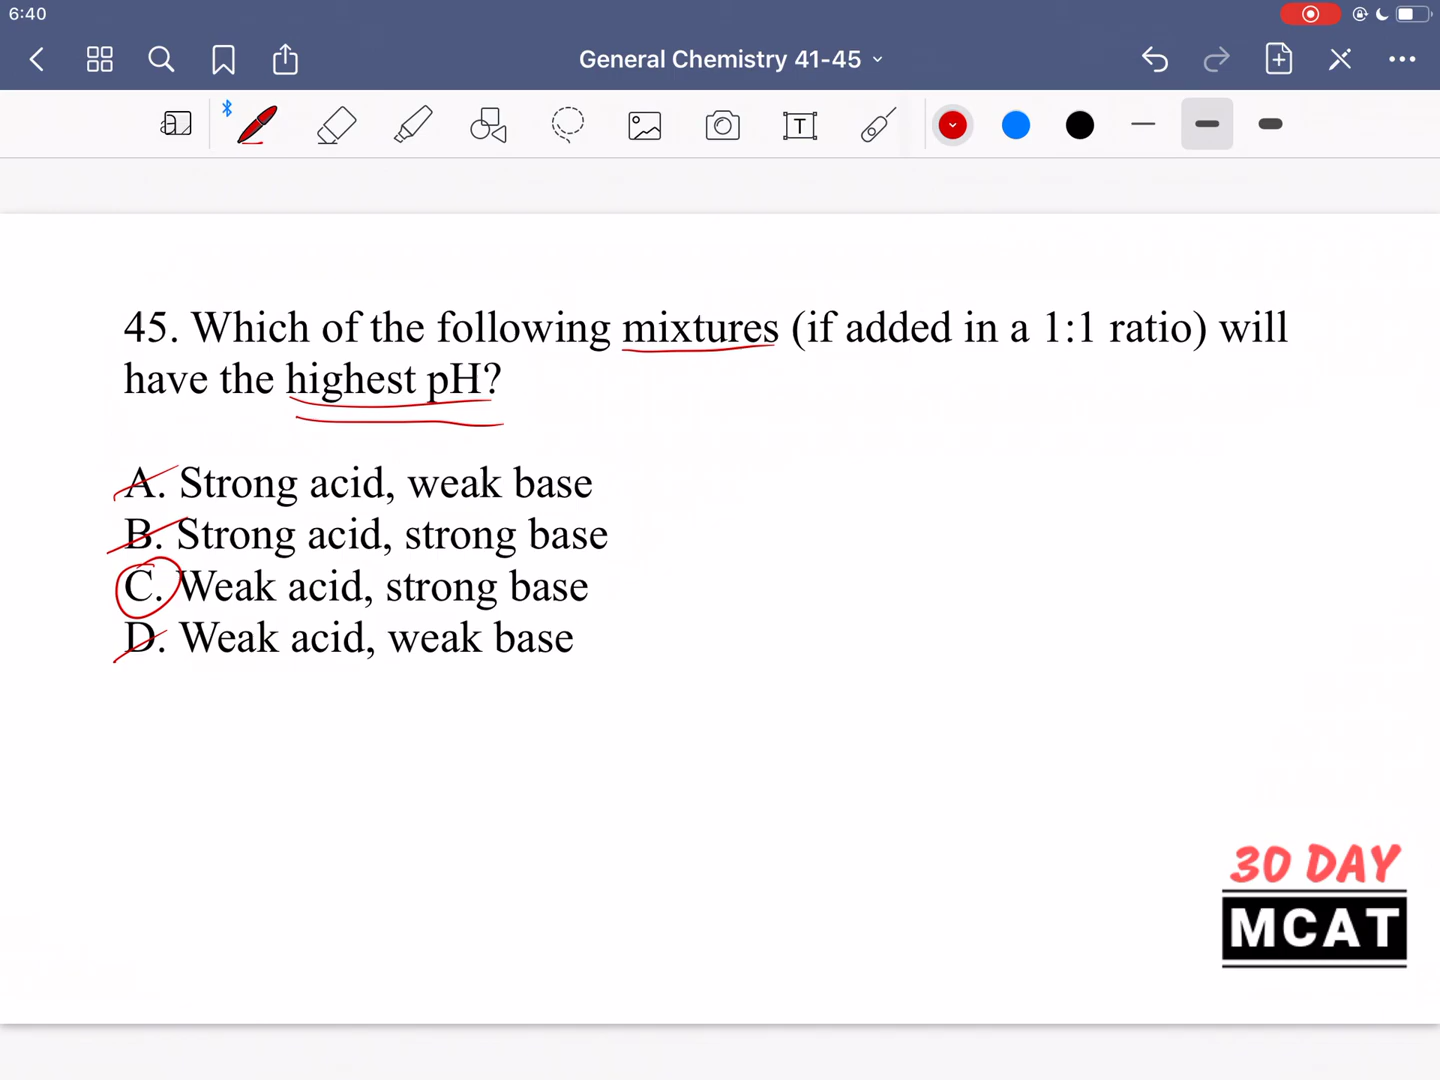 6:40
General Chemistry 41-45
T
45. Which of the following mixtures (if added in a 1:1 ratio) will
have the highest pH?
A. Strong acid, weak base
B. Strong acid, strong base
C. Weak acid, strong base
D. Weak acid, weak base
30 DAY
MCAT